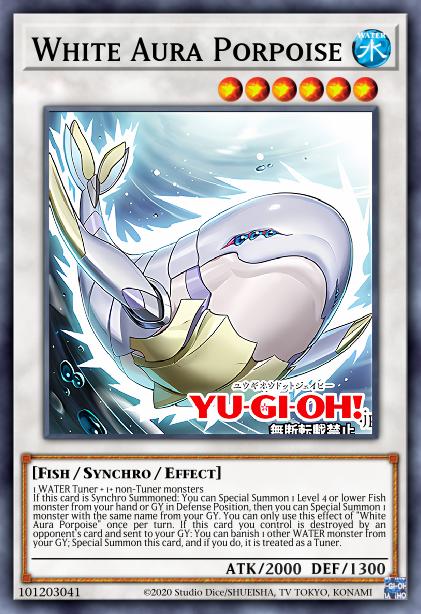 White Aura Porpoise
WATER
水
ユウギオウドットジェイピー
YU-GI-OH!
無断転載禁止
[Fish / Synchro / Effect]
1 WATER Tuner + 1+ non-Tuner monsters
If this card is Synchro Summoned: You can Special Summon 1 Level 4 or lower Fish
monster from your hand or GY in Defense Position, then you can Special Summon 1
monster with the same name from your GY. You can only use this effect of "White
Aura Porpoise" once per turn. If this card you control is destroyed by an
opponent's card and sent to your GY: You can banish 1 other WATER monster from
your GY; Special Summon this card, and if you do, it is treated as a Tuner.
ATK/2000 DEF/1300
101203041
©2020 Studio Dice/SHUEISHA, TV TOKYO, KONAMI